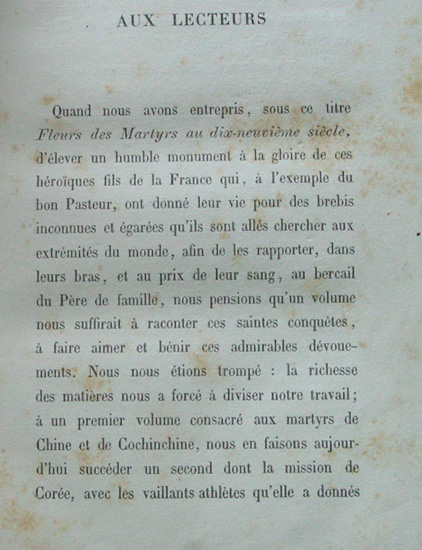 AUX LECTEURS
Quand nous avons entrepris, sous ce titre
Fleurs des Martyrs au dix-neuvième siècle,
d'élever un humble monument à la gloire de ces
héroïques fils de la France qui, à l'exemple du
bon Pasteur, ont donné leur vie pour des brebis
inconnues et égarées qu'ils sont allés chercher aux
extrémités du monde, afin de les rapporter, dans
leurs bras, et au prix de leur sang, au bercail
du Père de famille, nous pensions qu'un volume
nous suffirait à raconter ces saintes conquêtes,
à faire aimer et bénir ces admirables dévoue-
ments. Nous nous étions trompé : la richesse
des matières nous a forcé à diviser notre travail;
à un premier volume consacré aux martyrs de
Chine et de Cochinchine, nous en faisons aujour-
d'hui succéder un second dont la mission de
Corée, avec les vaillants athlètes qu'elle a donnés